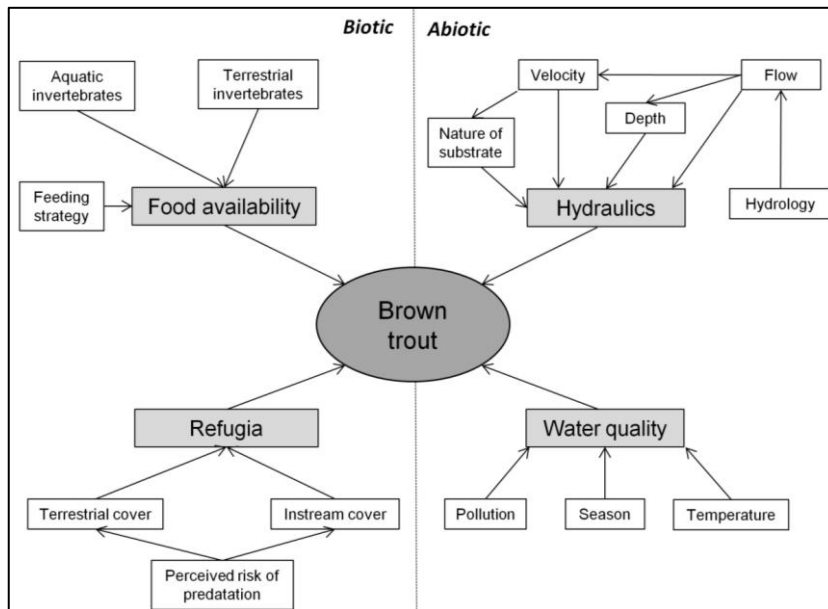 Biotic
Abiotic
Aquatic
invertebrates
Terrestrial
invertebrates
Feeding
strategy
Food availability
Velocity
Flow
Depth
Nature of
substrate
Hydraulics
Hydrology
Brown
trout
Refugia
Terrestrial cover
Instream cover
Perceived risk of
predatation
Water quality
Pollution
Season
Temperature